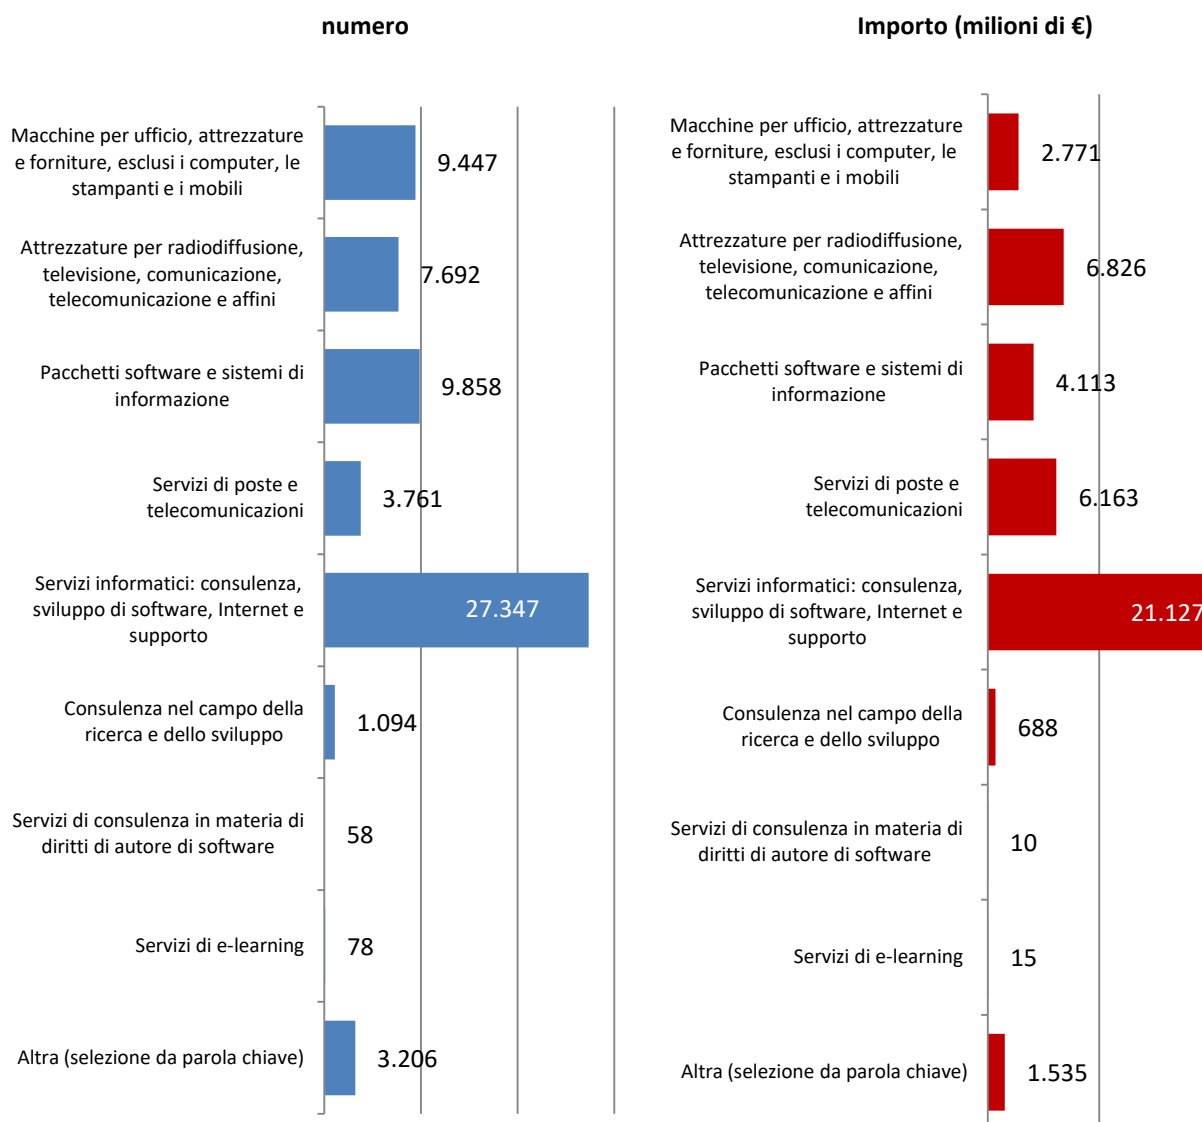 numero
Macchine per ufficio, attrezzature
e forniture, esclusi i computer, le
stampanti e i mobili
9.447
Attrezzature per radiodiffusione,
televisione, comunicazione,
telecomunicazione e affini
7.692
Pacchetti software e sistemi di
informazione
9.858
Servizi di poste e
telecomunicazioni
3.761
Servizi informatici: consulenza,
sviluppo di software, Internet e
supporto
27.347
Consulenza nel campo della
ricerca e dello sviluppo
1.094
Servizi di consulenza in materia di
diritti di autore di software
58
Servizi di e-learning
78
Altra (selezione da parola chiave)
3.206
Importo (milioni di €)
Macchine per ufficio, attrezzature
e forniture, esclusi i computer, le
stampanti e i mobili
2.771
Attrezzature per radiodiffusione,
televisione, comunicazione,
telecomunicazione e affini
6.826
Pacchetti software e sistemi di
informazione
4.113
Servizi di poste e
telecomunicazioni
6.163
Servizi informatici: consulenza,
sviluppo di software, Internet e
supporto
21.127
Consulenza nel campo della
ricerca e dello sviluppo
688
Servizi di consulenza in materia di
diritti di autore di software
10
Servizi di e-learning
15
Altra (selezione da parola chiave)
1.535